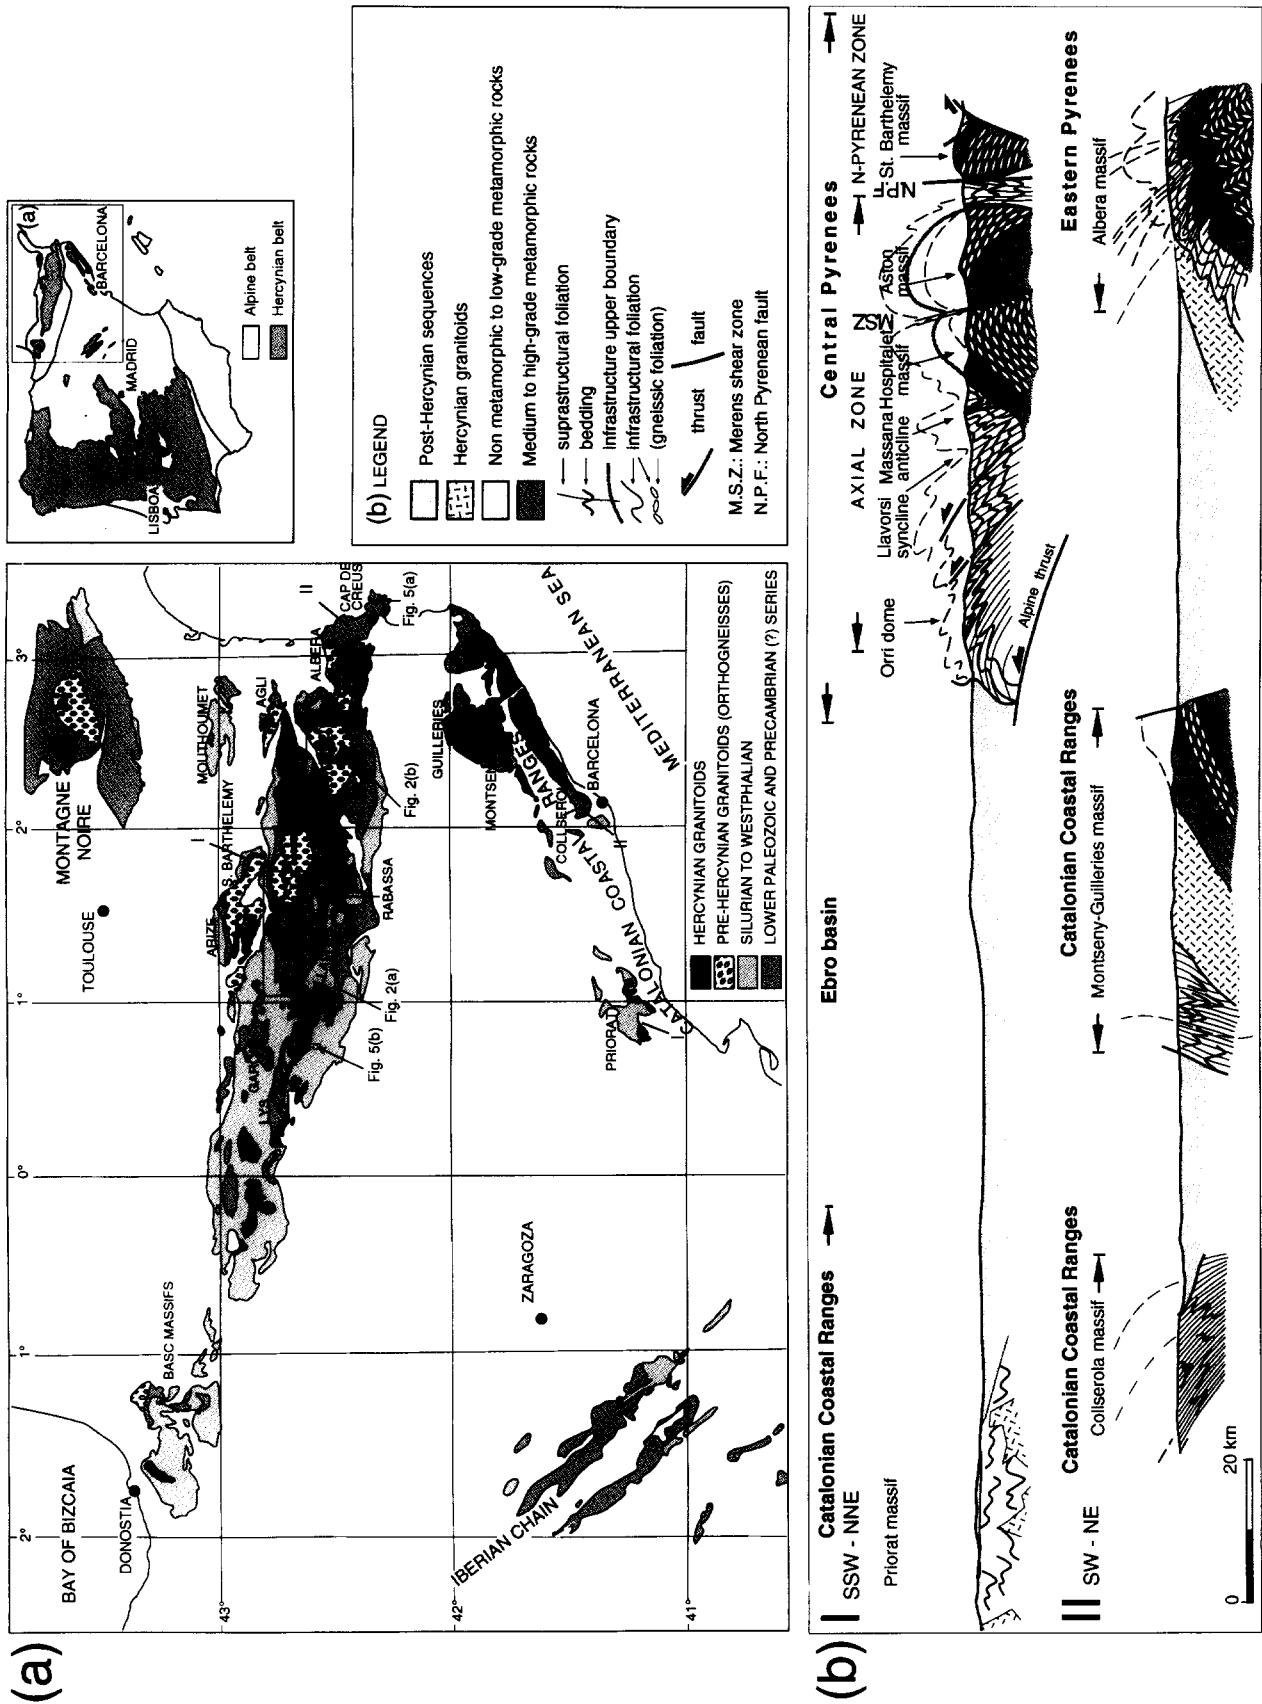 (a)
BAY OF BIZCAIA
DONOSTIA
BASC MASSIFS
TOULOUSE
MONTAGNE
NOIRE
MOUTHOUMET
ARIZE
S. BARTHELEMY
AGLI
ALBERA
CAP DE
CREUS
I
II
Fig. 5(a)
Fig. 2(b)
RABASSA
Fig. 2(a)
Fig. 5(b)
LYS
GUILLERIES
RANGES
BARCELONA
CATALONIAN COASTAL
MEDITERRANEAN SEA
PRIORAT
I
II
ZARAGOZA
IBERIAN CHAIN
2°
1°
0°
1°
2°
3°
43°
42°
41°
HERCYNIAN GRANITOIDS
PRE-HERCYNIAN GRANITOIDS (ORTHOGNEISSES)
SILURIAN TO WESTPHALIAN
LOWER PALEOZOIC AND PRECAMBRIAN (?) SERIES
(a)
LISBOA
MADRID
BARCELONA
Alpine belt
Hercynian belt
(b) LEGEND
Post-Hercynian sequences
Hercynian granitoids
Non metamorphic to low-grade metamorphic rocks
Medium to high-grade metamorphic rocks
suprastructural foliation
bedding
infrastructure upper boundary
infrastructural foliation
(gneissic foliation)
thrust
fault
M.S.Z.: Merens shear zone
N.P.F.: North Pyrenean fault
(b)
I
SSW - NNE
Catalonian Coastal Ranges
Ebro basin
Central Pyrenees
Priorat massif
AXIAL ZONE
N-PYRENEAN ZONE
Orri dome
Llavorsi
syncline
Massana
anticline
Hospitalet
massif
MSZ
Aston
massif
NPF
St. Barthelemy
massif
Alpine thrust
II
SW - NE
Catalonian Coastal Ranges
Catalonian Coastal Ranges
Eastern Pyrenees
Collserola massif
Montseny-Guilleries massif
Albera massif
0
20 km